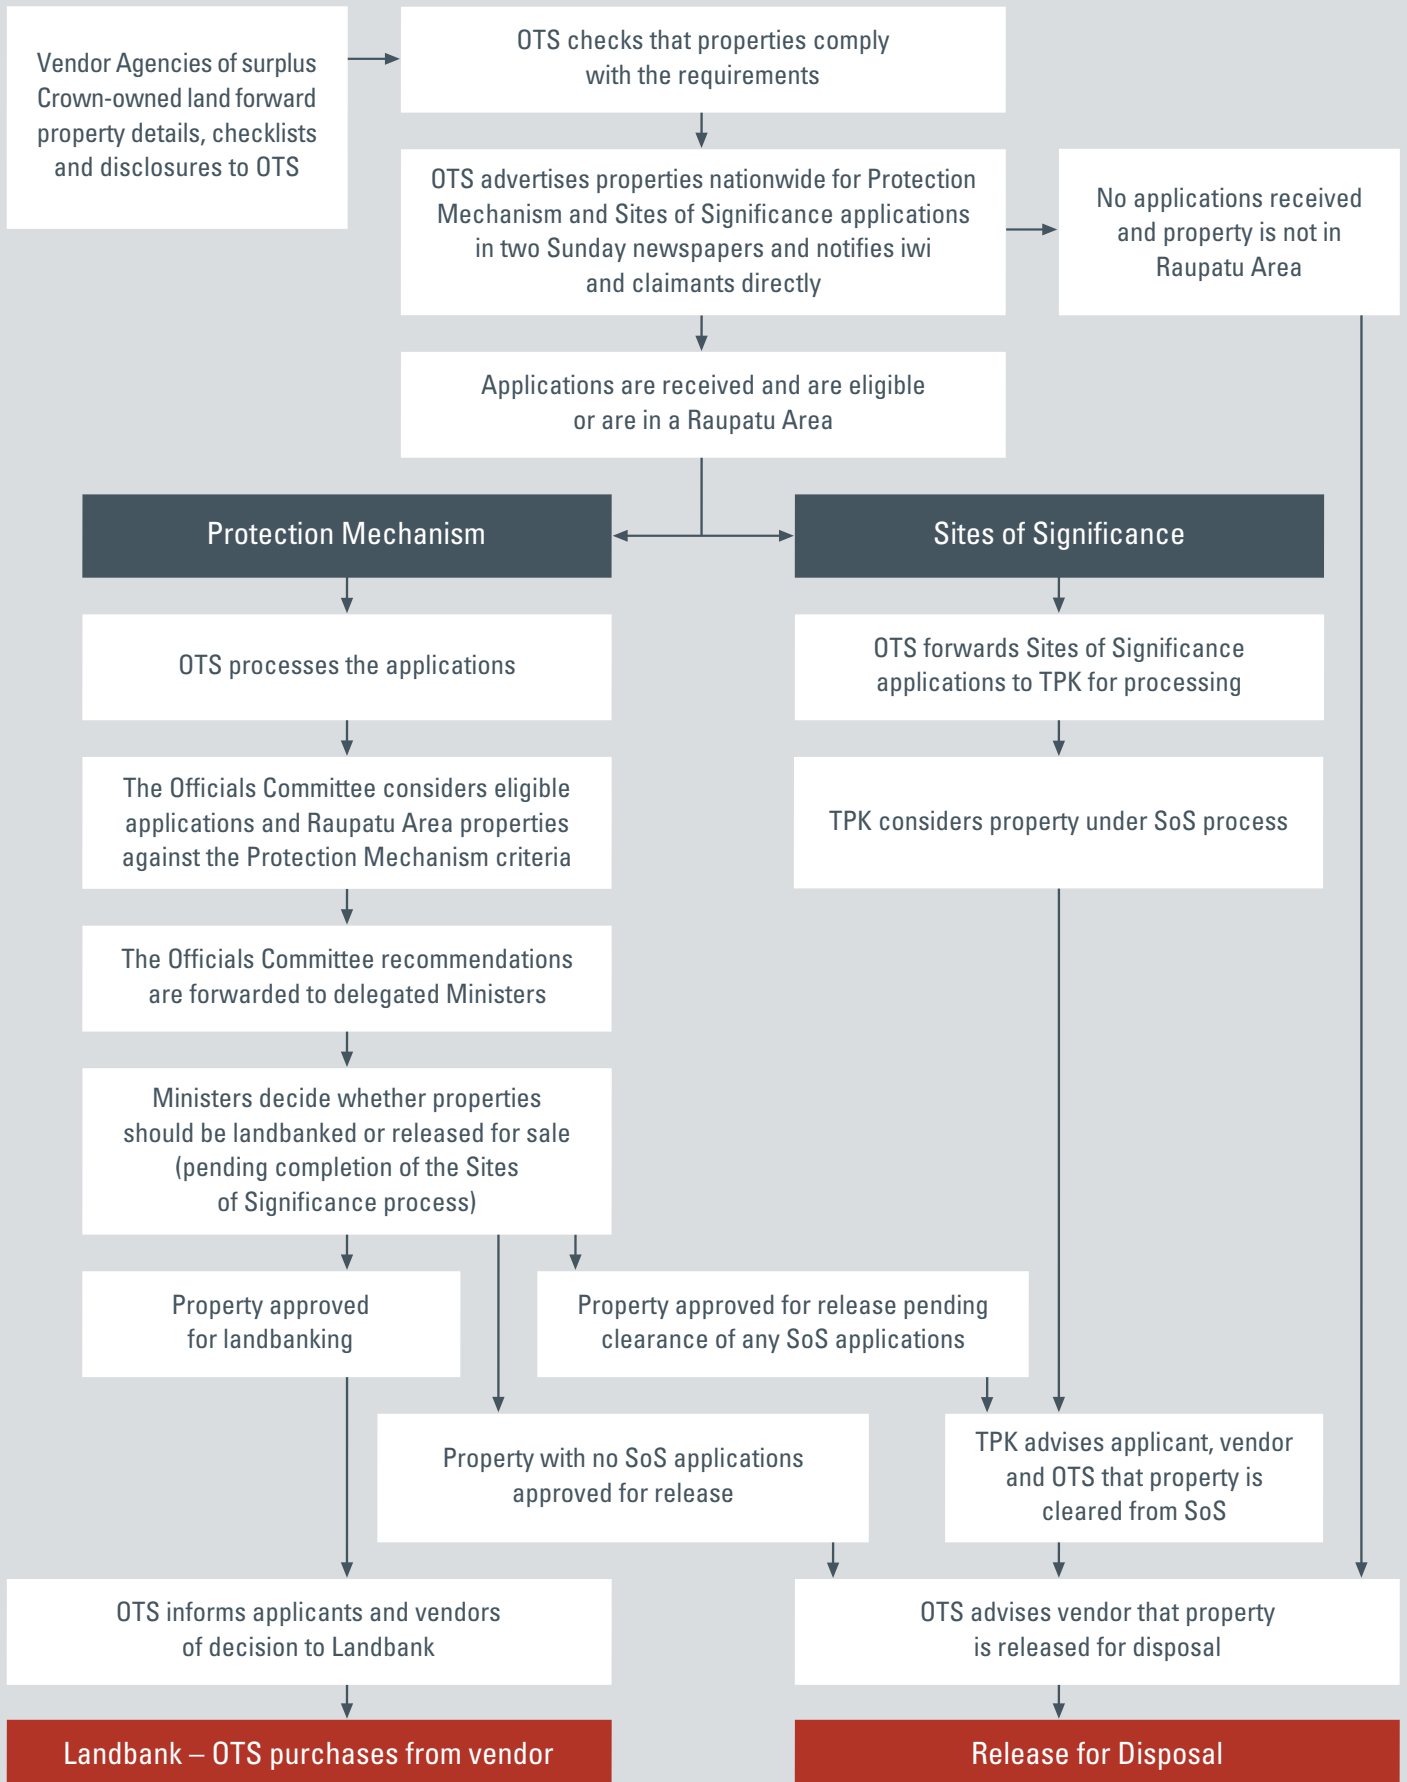 Vendor Agencies of surplus
Crown-owned land forward
property details, checklists
and disclosures to OTS
OTS checks that properties comply
with the requirements
OTS advertises properties nationwide for Protection
Mechanism and Sites of Significance applications
in two Sunday newspapers and notifies iwi
and claimants directly
No applications received
and property is not in
Raupatu Area
Applications are received and are eligible
or are in a Raupatu Area
Protection Mechanism
Sites of Significance
OTS processes the applications
OTS forwards Sites of Significance
applications to TPK for processing
The Officials Committee considers eligible
applications and Raupatu Area properties
against the Protection Mechanism criteria
TPK considers property under SoS process
The Officials Committee recommendations
are forwarded to delegated Ministers
Ministers decide whether properties
should be landbanked or released for sale
(pending completion of the Sites
of Significance process)
Property approved
for landbanking
Property approved for release pending
clearance of any SoS applications
Property with no SoS applications
approved for release
TPK advises applicant, vendor
and OTS that property is
cleared from SoS
OTS informs applicants and vendors
of decision to Landbank
OTS advises vendor that property
is released for disposal
Landbank – OTS purchases from vendor
Release for Disposal